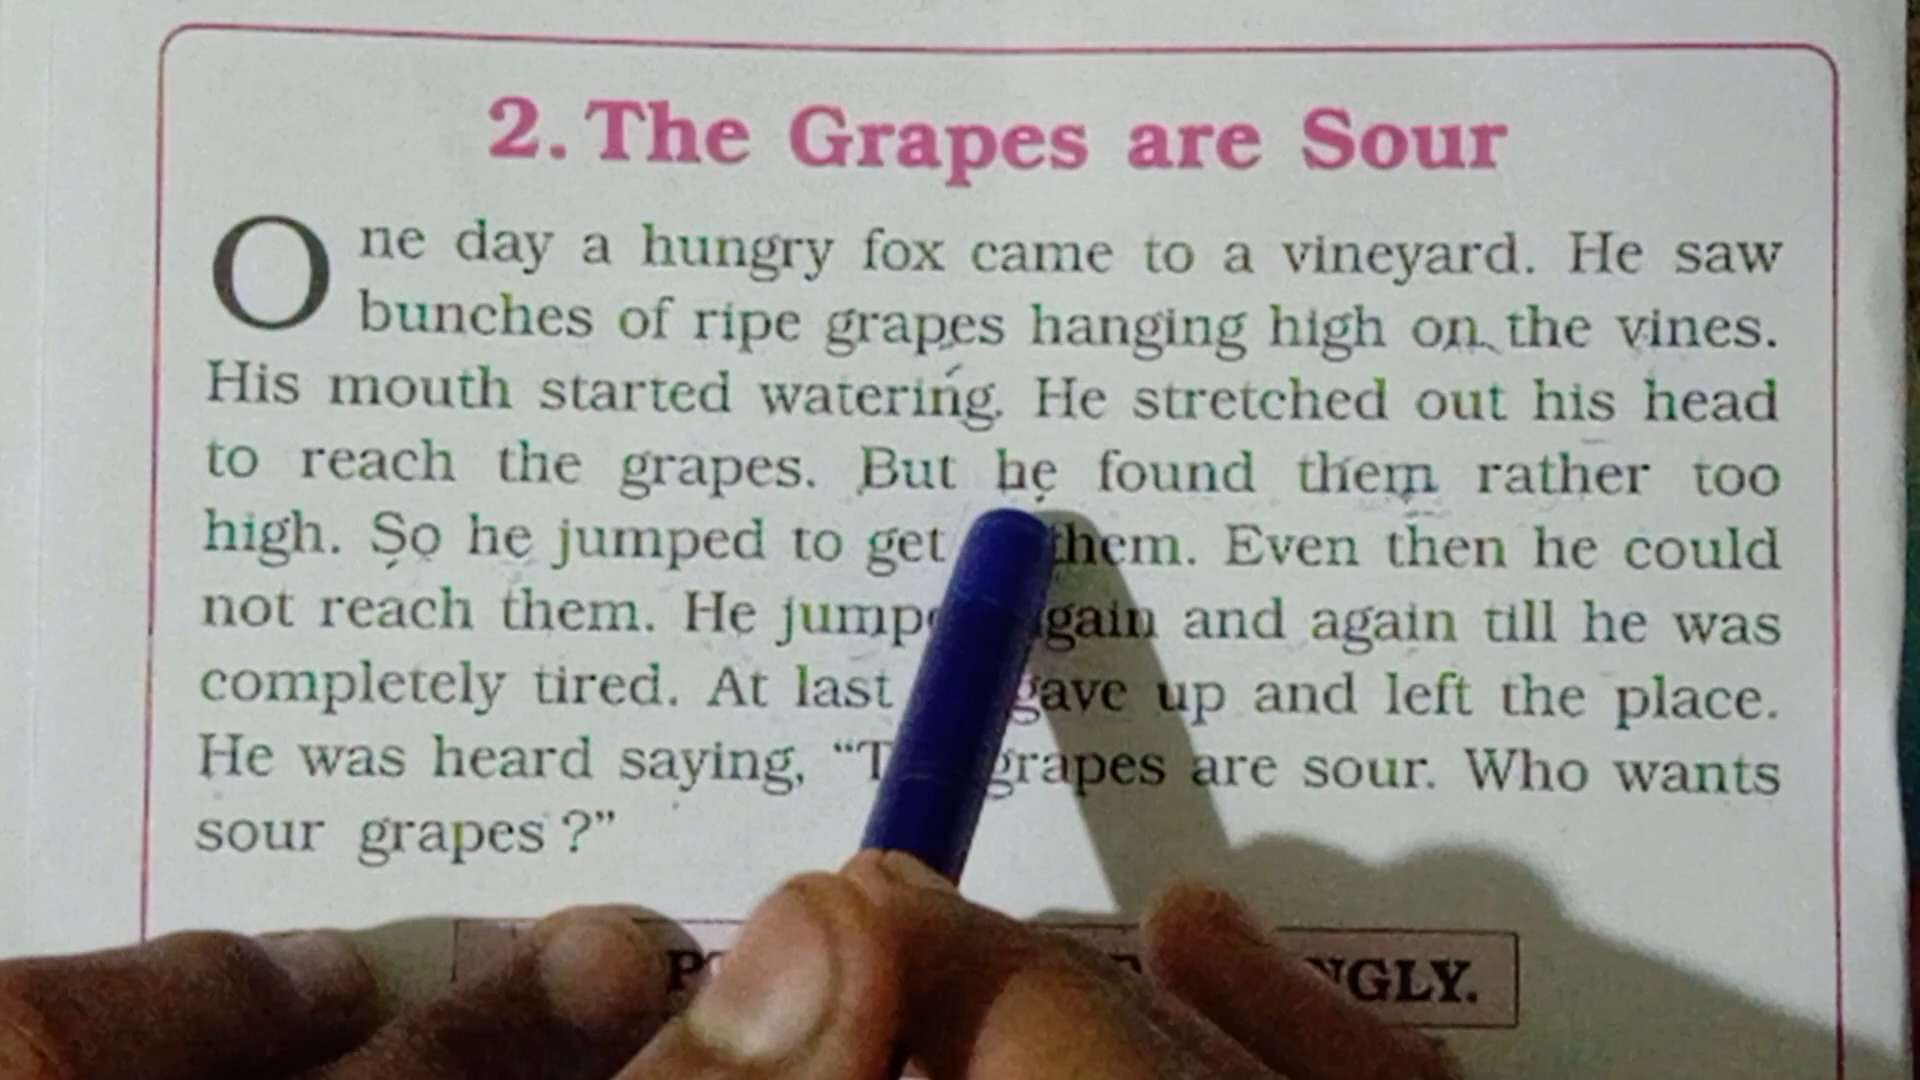 2. The Grapes are Sour
One day a hungry fox came to a vineyard. He saw
bunches of ripe grapes hanging high on the vines.
His mouth started watering. He stretched out his head
to reach the grapes. But he found them rather too
high. So he jumped to get them. Even then he could
not reach them. He and again till he was
completely tired. At last gave up and left the place.
He was heard saying, “ grapes are sour. Who wants
sour grapes ?”